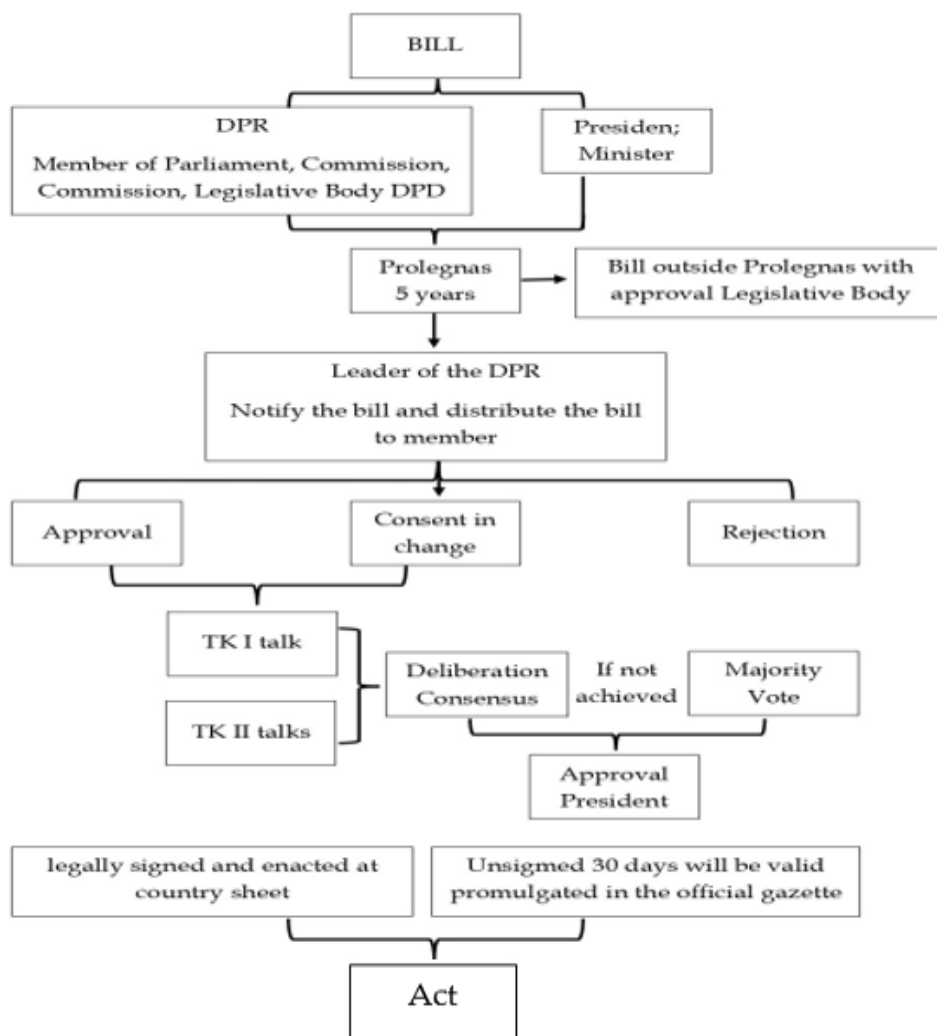 BILL
DPR
Member of Parliament, Commission,
Commission, Legislative Body DPD
Presiden;
Minister
Prolegnas
5 years
Bill outside Prolegnas with
approval Legislative Body
Leader of the DPR
Notify the bill and distribute the bill
to member
Approval
Consent in
change
Rejection
TK I talk
TK II talks
Deliberation
Consensus
If not
achieved
Majority
Vote
Approval
President
legally signed and enacted at
country sheet
Unsigmed 30 days will be valid
promulgated in the official gazette
Act